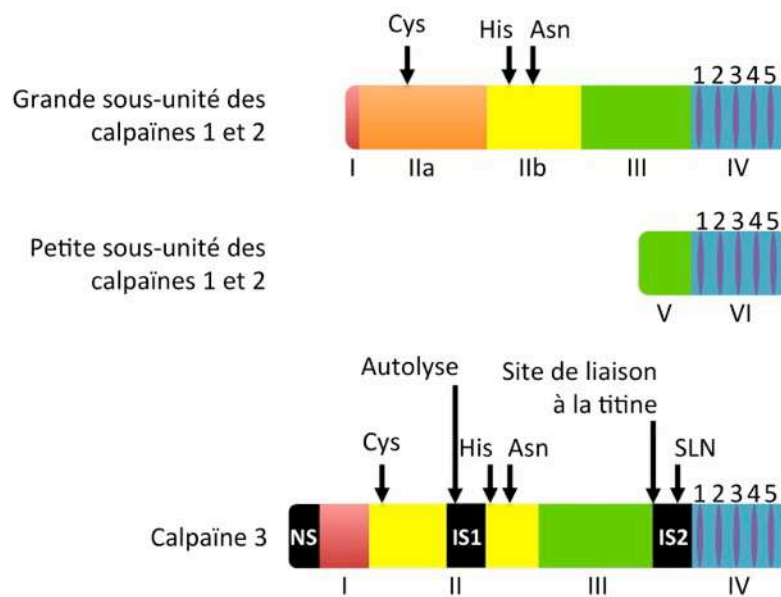 Cys
His Asn
1 2 3 4 5
Grande sous-unité des
calpaïnes 1 et 2
I IIa IIb III IV
1 2 3 4 5
Petite sous-unité des
calpaïnes 1 et 2
V VI
Autolyse
Site de liaison
à la titine
Cys
His Asn
SLN
1 2 3 4 5
Calpaïne 3
NS IS1 IS2
I II III IV